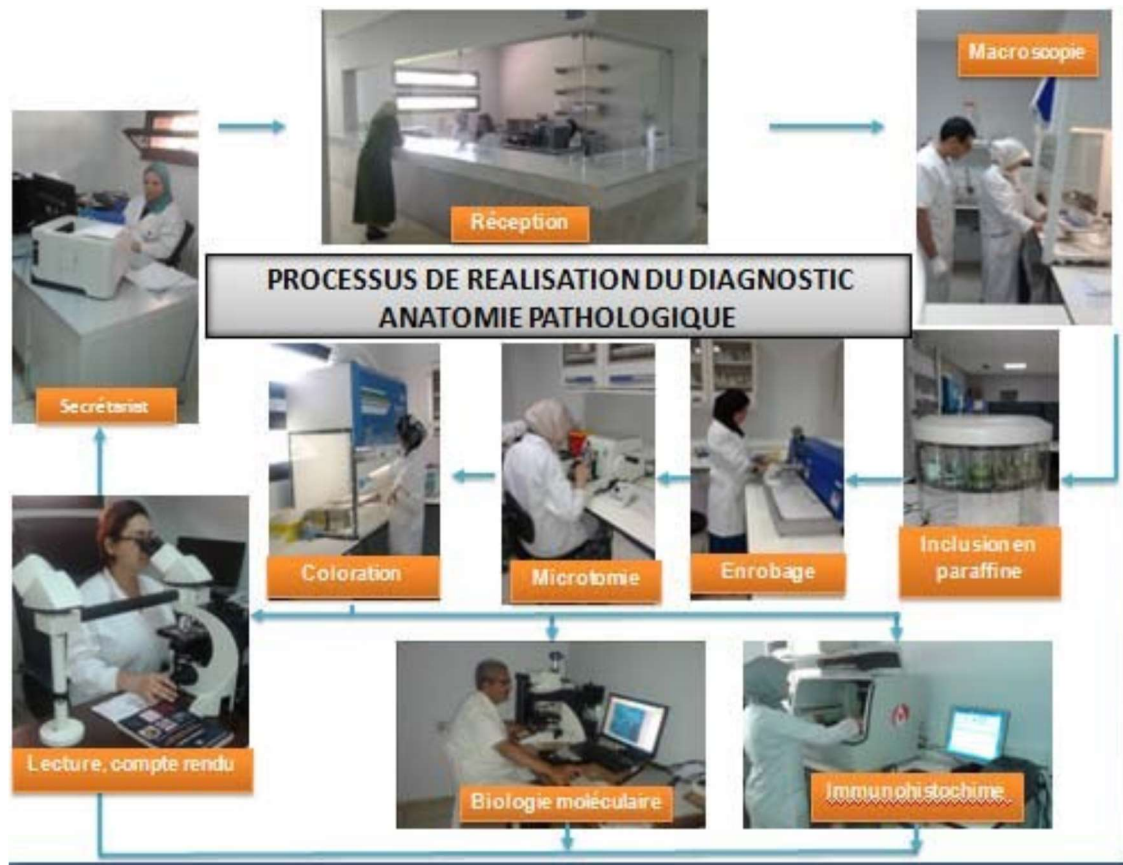 Macroscopie
Réception
PROCESSUS DE REALISATION DU DIAGNOSTIC
ANATOMIE PATHOLOGIQUE
Secrétariat
Coloration
Microtomie
Enrobage
Inclusion en
paraffine
Lecture, compte rendu
Biologie moléculaire
Immunohistochime